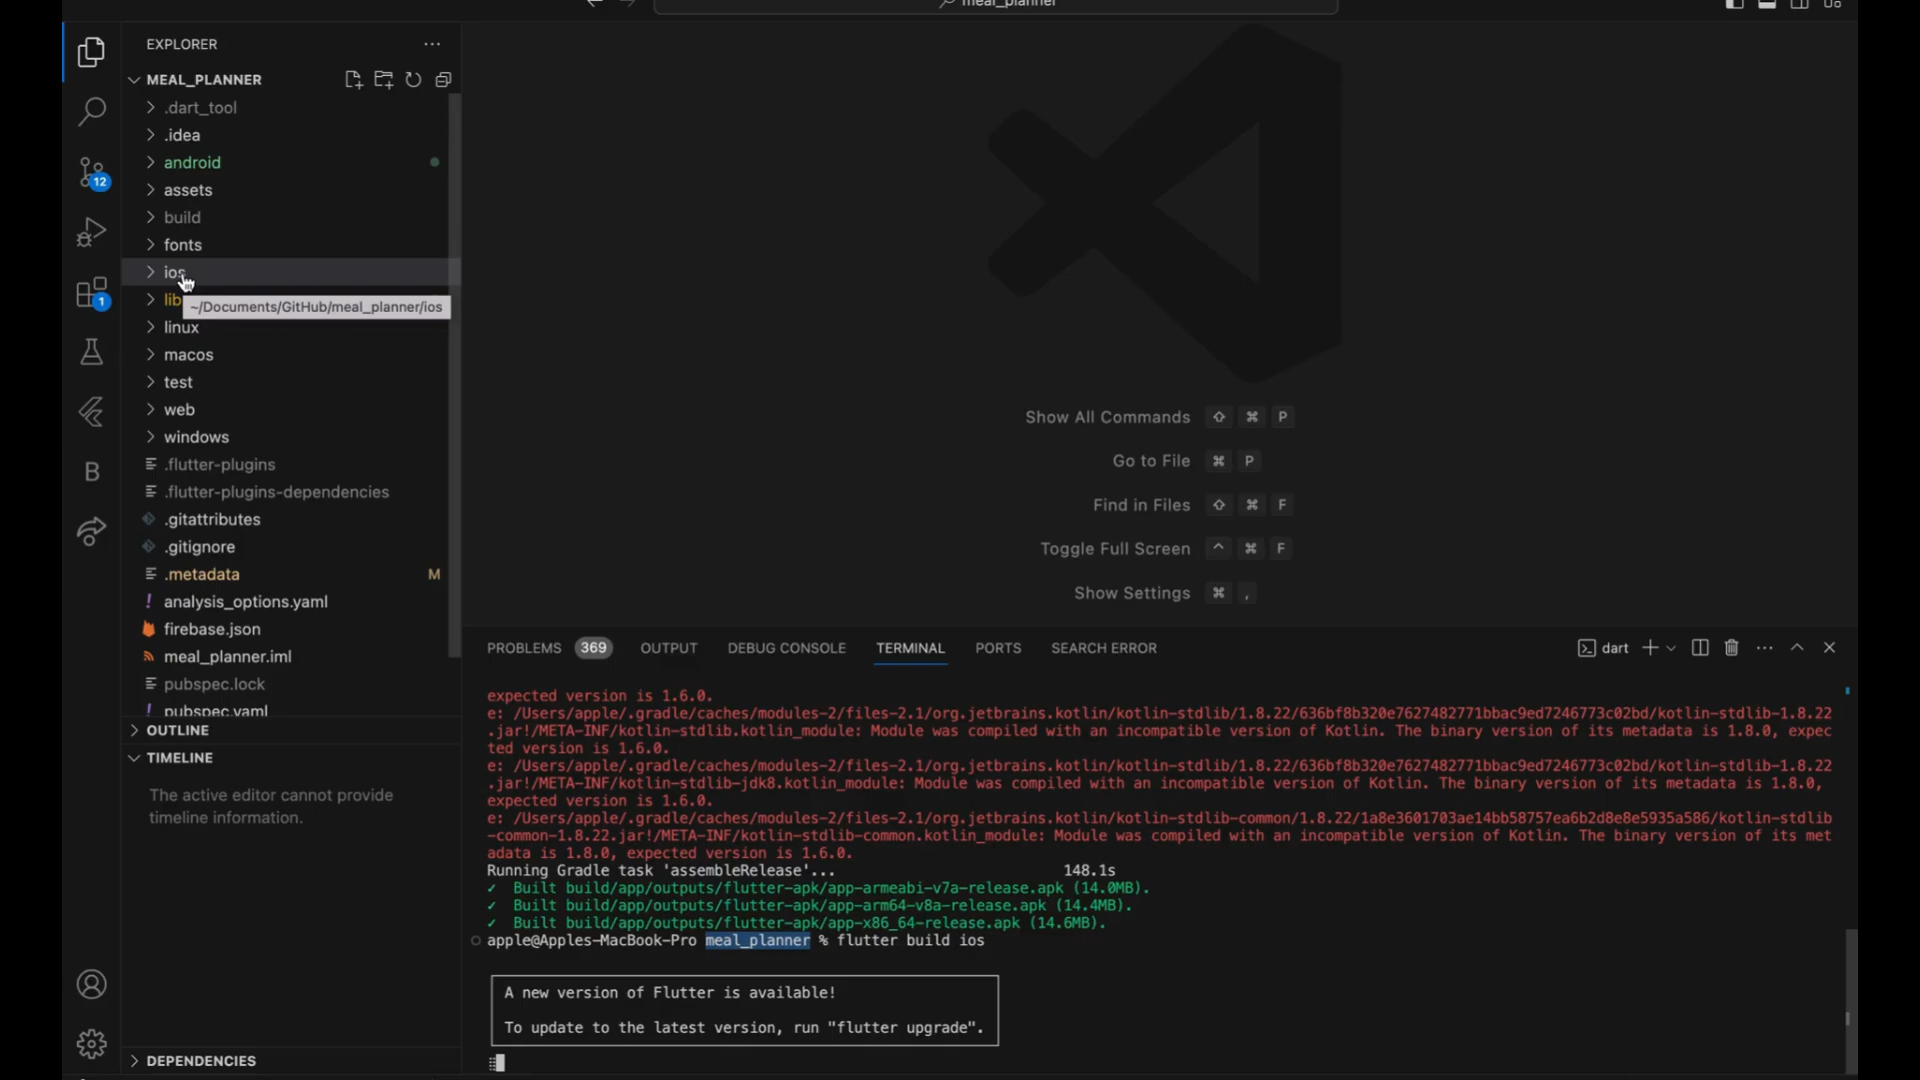 meal_planner
EXPLORER
MEAL_PLANNER
.dart_tool
.idea
android
assets
build
fonts
ios
lib
~/Documents/GitHub/meal_planner/ios
linux
macos
test
web
windows
.flutter-plugins
.flutter-plugins-dependencies
.gitattributes
.gitignore
.metadata M
! analysis_options.yaml
firebase.json
meal_planner.iml
pubspec.lock
! pubspec.yaml
OUTLINE
TIMELINE
The active editor cannot provide
timeline information.
DEPENDENCIES
12
1
B
Show All Commands ⇧ ⌘ P
Go to File ⌘ P
Find in Files ⇧ ⌘ F
Toggle Full Screen ^ ⌘ F
Show Settings ⌘ ,
PROBLEMS 369 OUTPUT DEBUG CONSOLE TERMINAL PORTS SEARCH ERROR dart
expected version is 1.6.0.
e: /Users/apple/.gradle/caches/modules-2/files-2.1/org.jetbrains.kotlin/kotlin-stdlib/1.8.22/636bf8b320e7627482771bbac9ed7246773c02bd/kotlin-stdlib-1.8.22
.jar!/META-INF/kotlin-stdlib.kotlin_module: Module was compiled with an incompatible version of Kotlin. The binary version of its metadata is 1.8.0, expec
ted version is 1.6.0.
e: /Users/apple/.gradle/caches/modules-2/files-2.1/org.jetbrains.kotlin/kotlin-stdlib/1.8.22/636bf8b320e7627482771bbac9ed7246773c02bd/kotlin-stdlib-1.8.22
.jar!/META-INF/kotlin-stdlib-jdk8.kotlin_module: Module was compiled with an incompatible version of Kotlin. The binary version of its metadata is 1.8.0,
expected version is 1.6.0.
e: /Users/apple/.gradle/caches/modules-2/files-2.1/org.jetbrains.kotlin/kotlin-stdlib-common/1.8.22/1a8e3601703ae14bb58757ea6b2d8e8e5935a586/kotlin-stdlib
-common-1.8.22.jar!/META-INF/kotlin-stdlib-common.kotlin_module: Module was compiled with an incompatible version of Kotlin. The binary version of its met
adata is 1.8.0, expected version is 1.6.0.
Running Gradle task 'assembleRelease'... 148.1s
✓ Built build/app/outputs/flutter-apk/app-armeabi-v7a-release.apk (14.0MB).
✓ Built build/app/outputs/flutter-apk/app-arm64-v8a-release.apk (14.4MB).
✓ Built build/app/outputs/flutter-apk/app-x86_64-release.apk (14.6MB).
apple@Apples-MacBook-Pro meal_planner % flutter build ios
A new version of Flutter is available!
To update to the latest version, run "flutter upgrade".